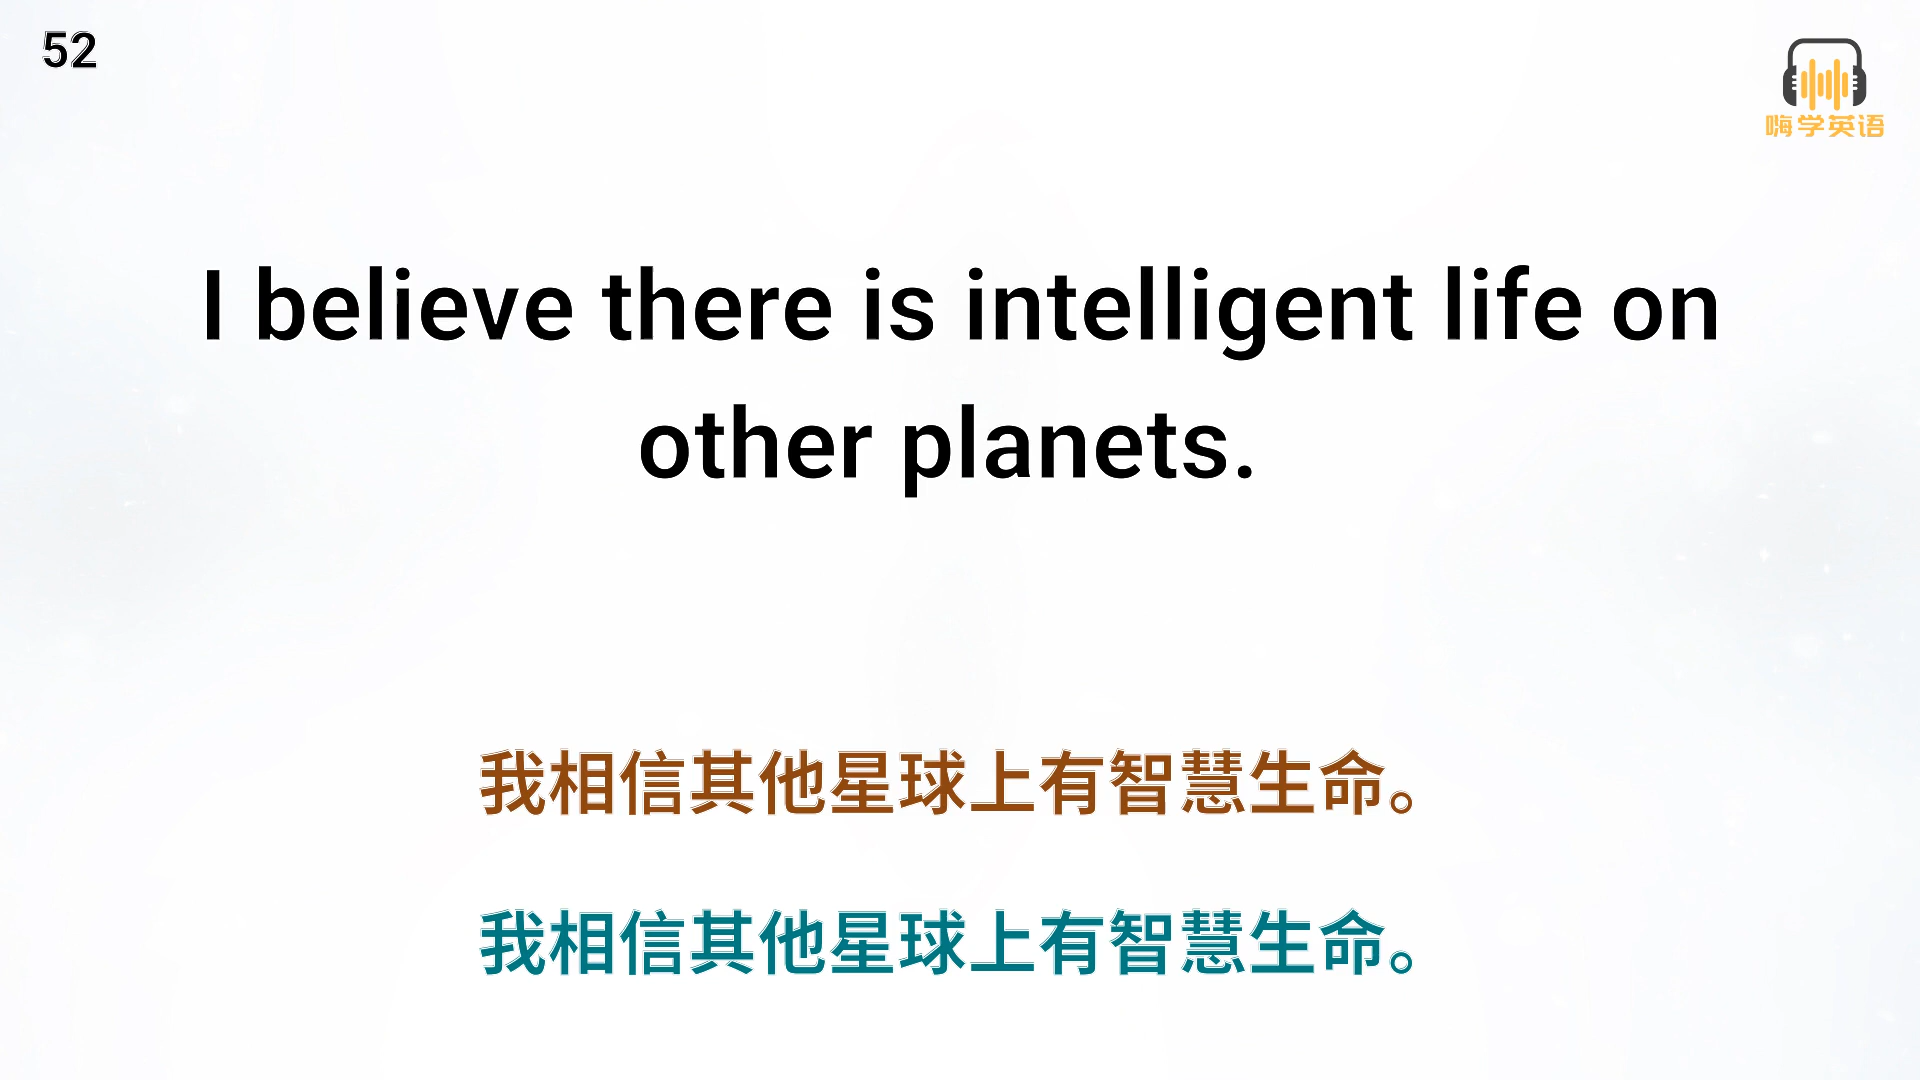 52
嗨学英语
I believe there is intelligent life on
other planets.
我相信其他星球上有智慧生命。
我相信其他星球上有智慧生命。